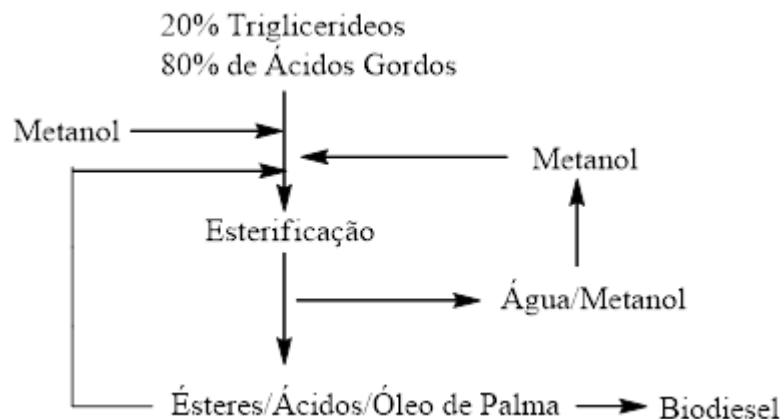 20% Triglicerideos
80% de Ácidos Gordos
Metanol
Metanol
Esterificação
Água/Metanol
Ésteres/Ácidos/Óleo de Palma
Biodiesel